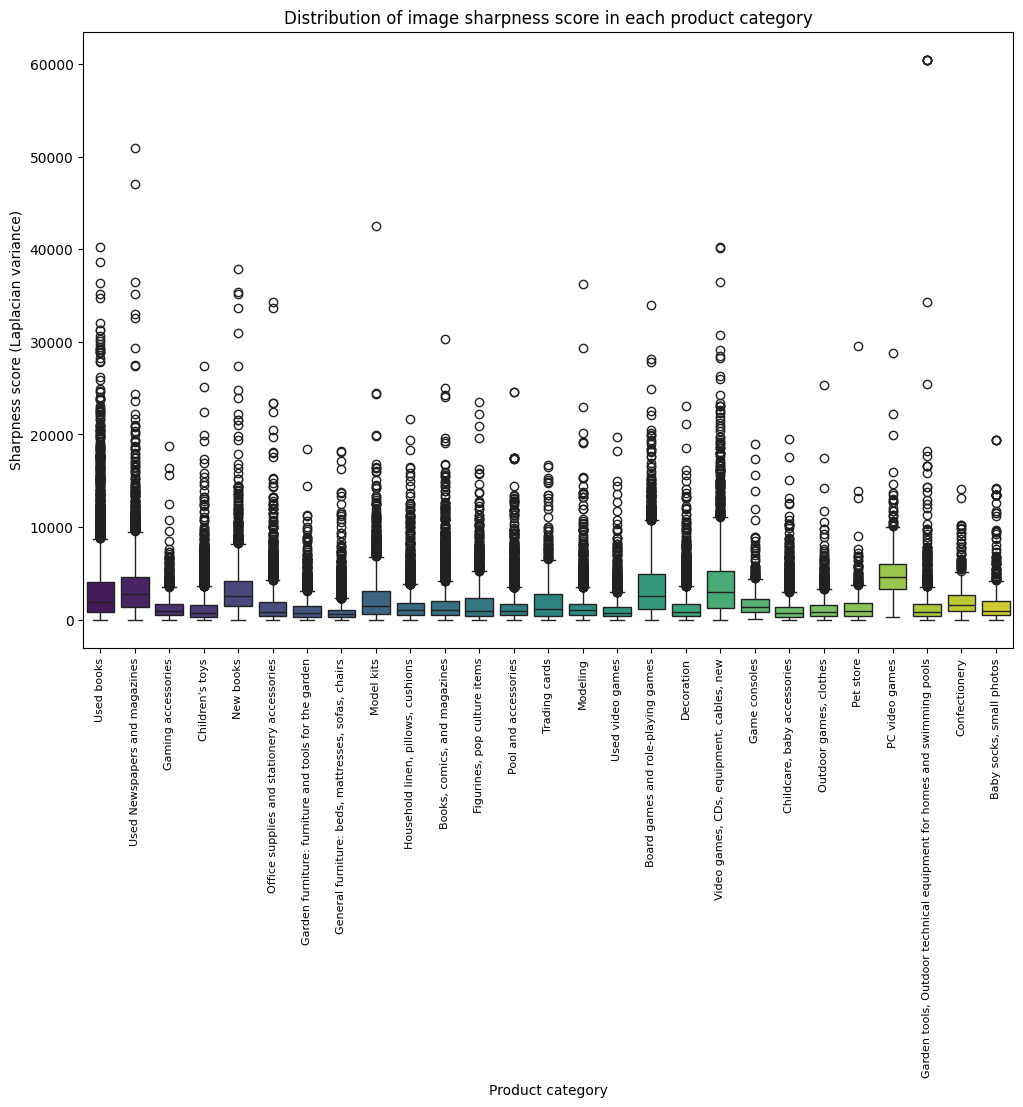 Distribution of image sharpness score in each product category
Sharpness score (Laplacian variance)
60000
50000
40000
30000
20000
10000
0
Used books
Used Newspapers and magazines
Gaming accessories
Children's toys
New books
Office supplies and stationery accessories
Garden furniture: furniture and tools for the garden
General furniture: beds, mattresses, sofas, chairs
Model kits
Household linen, pillows, cushions
Books, comics, and magazines
Figurines, pop culture items
Pool and accessories
Trading cards
Modeling
Used video games
Board games and role-playing games
Decoration
Video games, CDs, equipment, cables, new
Game consoles
Childcare, baby accessories
Outdoor games, clothes
Pet store
PC video games
Garden tools, Outdoor technical equipment for homes and swimming pools
Confectionery
Baby socks, small photos
Product category